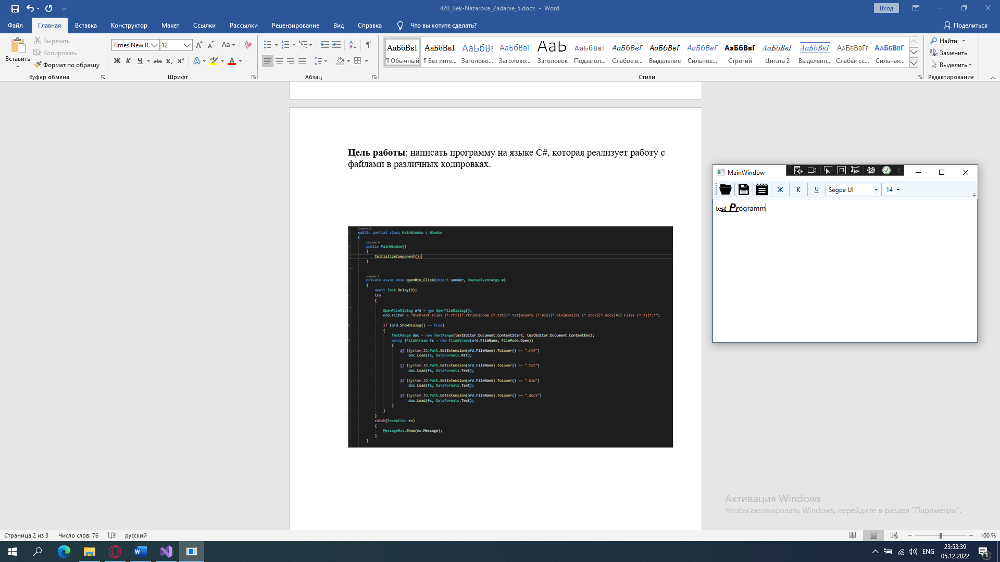 420_Bek-Nazarova_Zadanie_5.docx - Word
Вход
Файл Главная Вставка Конструктор Макет Ссылки Рассылки Рецензирование Вид Справка Что вы хотите сделать? Поделиться
Вставить
Вырезать
Копировать
Формат по образцу
Буфер обмена
Times New R 12
Шрифт
Абзац
АаБбВвГ АаБбВвГ АаБбВв АаБбВвГ Ааb АаБбВвГ АаБбВвГ АаБбВвГ АаБбВвГ АаБбВвГ АаБбВвГ АаБбВвГ АаБбВвГ АаБбВвГ
¶ Обычный ¶ Без инте... Заголово... Заголово... Заголовок Подзагол... Слабое в... Выделение Сильное... Строгий Цитата 2 Выделенн... Слабая сс... Сильная...
Стили
Найти
Заменить
Выделить
Редактирование
Цель работы: написать программу на языке C#, которая реализует работу с
файлами в различных кодировках.
Ссылок: 2
public partial class MainWindow : Window
{
Ссылок: 0
public MainWindow()
{
InitializeComponent();
}
Ссылок: 1
private async void openBtn_Click(object sender, RoutedEventArgs e)
{
await Task.Delay(0);
try
{
OpenFileDialog ofd = new OpenFileDialog();
ofd.Filter = "RichText Files (*.rtf)|*.rtf|Unicode (*.txt)|*.txt|Binary (*.bin)|*.bin|Win1251 (*.docx)|*.docx|All Files (*.*)|*.*";
if (ofd.ShowDialog() == true)
{
TextRange doc = new TextRange(textEditor.Document.ContentStart, textEditor.Document.ContentEnd);
using (FileStream fs = new FileStream(ofd.FileName, FileMode.Open))
{
if (System.IO.Path.GetExtension(ofd.FileName).ToLower() == ".rtf")
doc.Load(fs, DataFormats.Rtf);
if (System.IO.Path.GetExtension(ofd.FileName).ToLower() == ".txt")
doc.Load(fs, DataFormats.Text);
if (System.IO.Path.GetExtension(ofd.FileName).ToLower() == ".bin")
doc.Load(fs, DataFormats.Text);
if (System.IO.Path.GetExtension(ofd.FileName).ToLower() == ".docx")
doc.Load(fs, DataFormats.Text);
}
}
}
catch(Exception ex)
{
MessageBox.Show(ex.Message);
}
}
MainWindow
Ж К Ч Segoe UI 14
test Programm
Активация Windows
Чтобы активировать Windows, перейдите в раздел "Параметры".
Страница 2 из 3 Число слов: 76 русский 100 %
ENG
23:53:39
05.12.2022
1